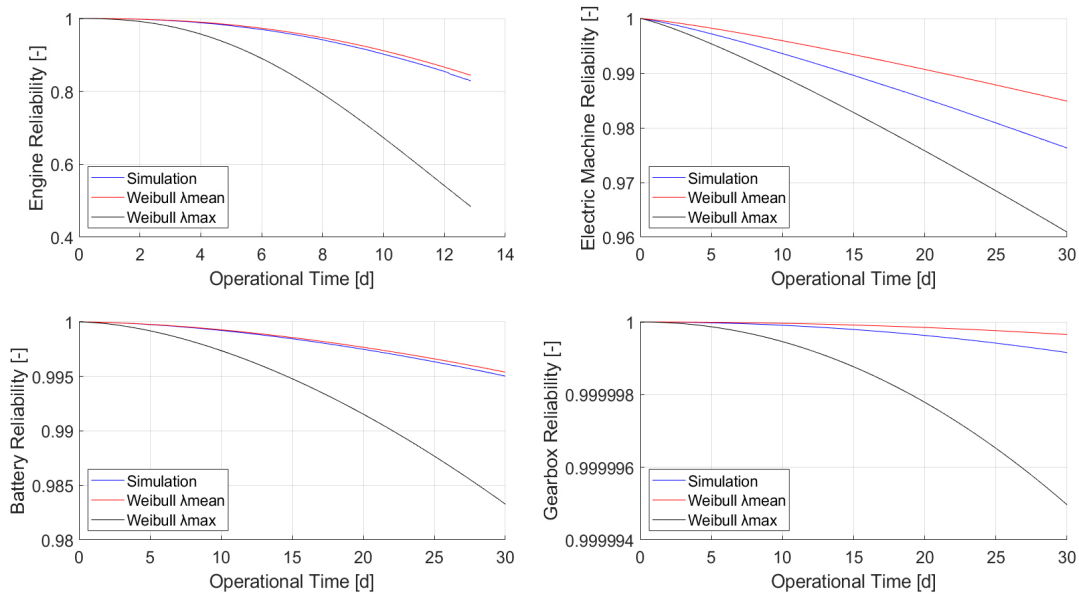 Engine Reliability [-]
1
0.8
0.6
0.4
Simulation
Weibull λmean
Weibull λmax
0 2 4 6 8 10 12 14
Operational Time [d]
Electric Machine Reliability [-]
1
0.99
0.98
0.97
0.96
Simulation
Weibull λmean
Weibull λmax
0 5 10 15 20 25 30
Operational Time [d]
Battery Reliability [-]
1
0.995
0.99
0.985
0.98
Simulation
Weibull λmean
Weibull λmax
0 5 10 15 20 25 30
Operational Time [d]
Gearbox Reliability [-]
1
0.999998
0.999996
0.999994
Simulation
Weibull λmean
Weibull λmax
0 5 10 15 20 25 30
Operational Time [d]